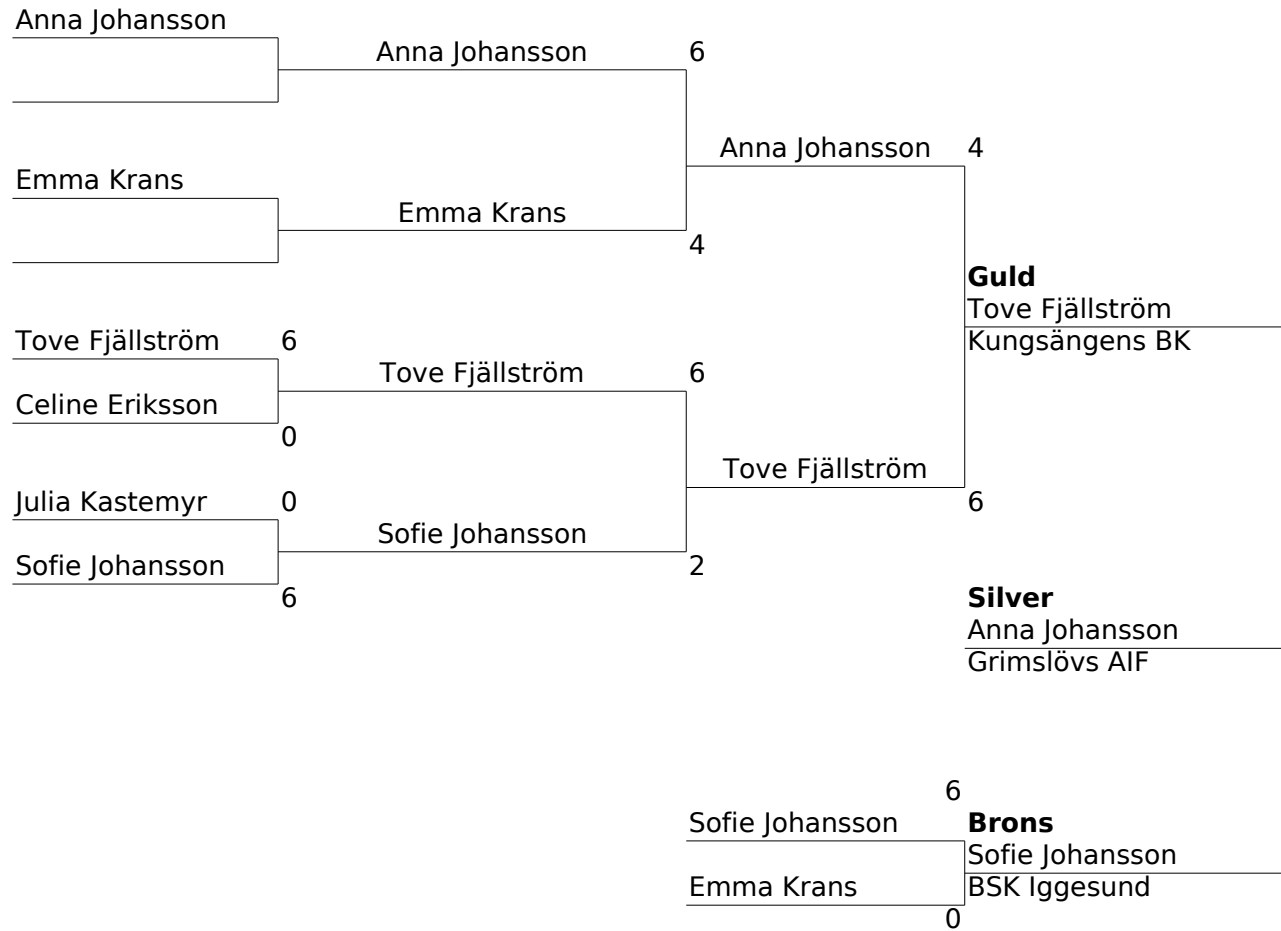 Anna Johansson
Anna Johansson 6
Anna Johansson 4
Emma Krans
Emma Krans
4
Guld
Tove Fjällström
Kungsängens BK
Tove Fjällström 6
Tove Fjällström 6
Celine Eriksson
0
Tove Fjällström
6
Julia Kastemyr 0
Sofie Johansson
2
Sofie Johansson
6
Silver
Anna Johansson
Grimslövs AIF
6
Sofie Johansson
Brons
Sofie Johansson
Emma Krans
BSK Iggesund
0